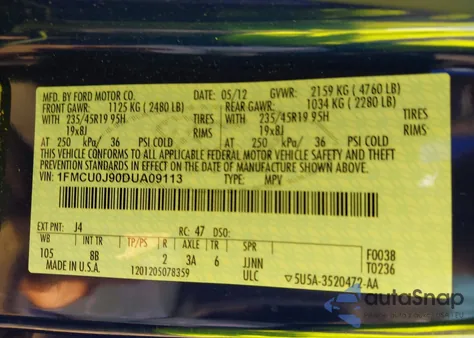 MFD. BY FORD MOTOR CO. DATE: 05/12 GVWR: 2159 KG (4760 LB)
FRONT GAWR: 1125 KG (2480 LB) REAR GAWR: 1034 KG (2280 LB)
WITH 235/45R19 95H TIRES WITH 235/45R19 95H TIRES
19x8J RIMS 19x8J RIMS
AT 250 kPa/ 36 PSI COLD AT 250 kPa/ 36 PSI COLD
THIS VEHICLE CONFORMS TO ALL APPLICABLE FEDERAL MOTOR VEHICLE SAFETY AND THEFT
PREVENTION STANDARDS IN EFFECT ON THE DATE OF MANUFACTURE SHOWN ABOVE.
VIN: 1FMCU0J90DUA09113 TYPE: MPV
EXT PNT: J4 RC: 47 DSO:
WB INT TR TP/PS R AXLE TR SPR F0038
105 8B 2 3A 6 JJNN T0236
MADE IN U.S.A. 1201205078359 ULC 5U5A-3520472-AA
autoSnap